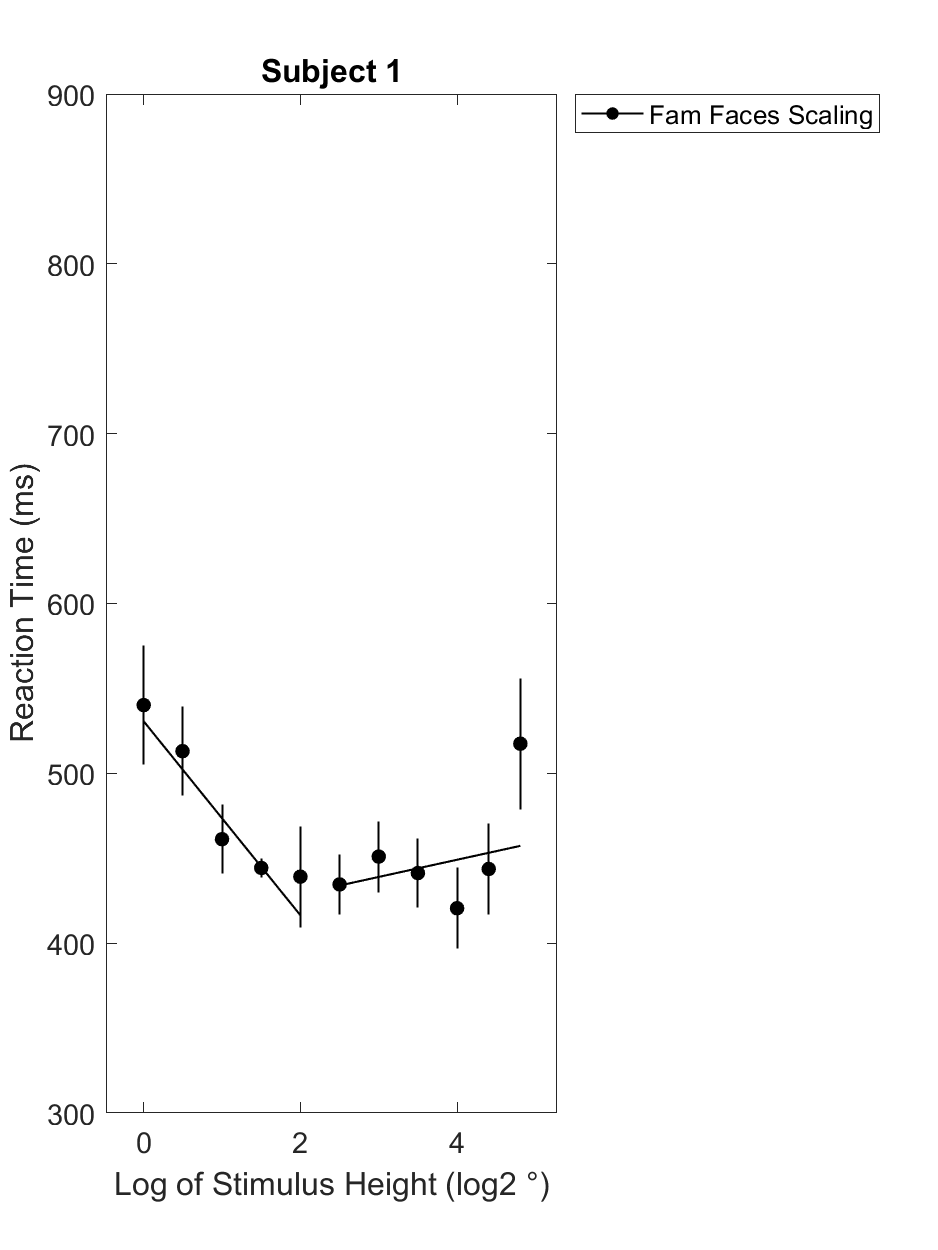 Subject 1
Fam Faces Scaling
900
800
700
600
500
400
300
Reaction Time (ms)
0 2 4
Log of Stimulus Height (log2 °)